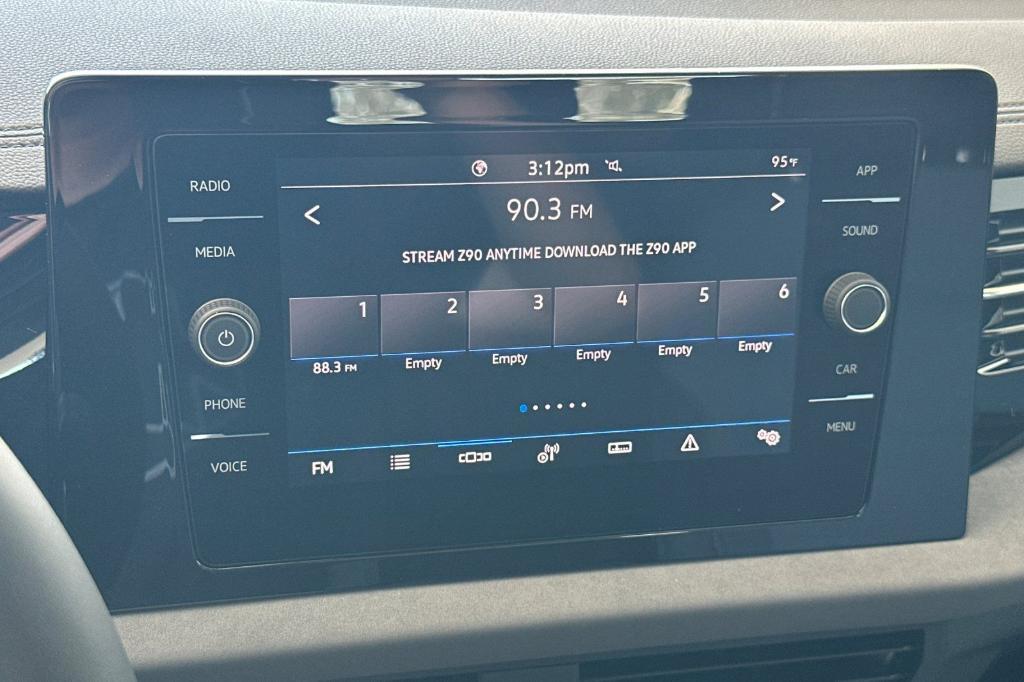 RADIO
MEDIA
PHONE
VOICE
3:12pm
95°F
90.3 FM
STREAM Z90 ANYTIME DOWNLOAD THE Z90 APP
1 2 3 4 5 6
88.3 FM Empty Empty Empty Empty Empty
FM
APP
SOUND
CAR
MENU